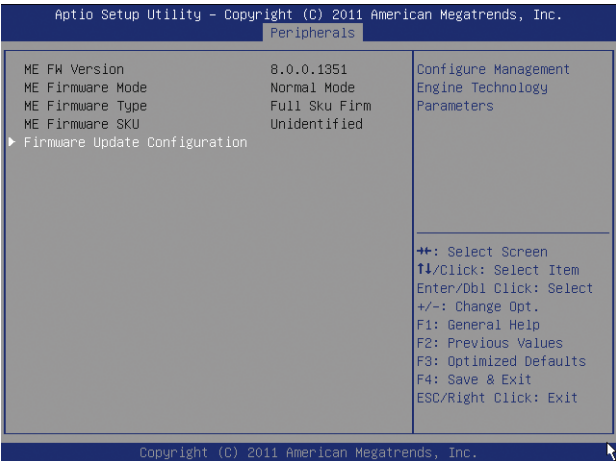 Aptio Setup Utility – Copyright (C) 2011 American Megatrends, Inc.
Peripherals
ME FW Version 8.0.0.1351
ME Firmware Mode Normal Mode
ME Firmware Type Full Sku Firm
ME Firmware SKU Unidentified
Firmware Update Configuration
Configure Management
Engine Technology
Parameters
→←: Select Screen
↑↓/Click: Select Item
Enter/Dbl Click: Select
+/-: Change Opt.
F1: General Help
F2: Previous Values
F3: Optimized Defaults
F4: Save & Exit
ESC/Right Click: Exit
Copyright (C) 2011 American Megatrends, Inc.